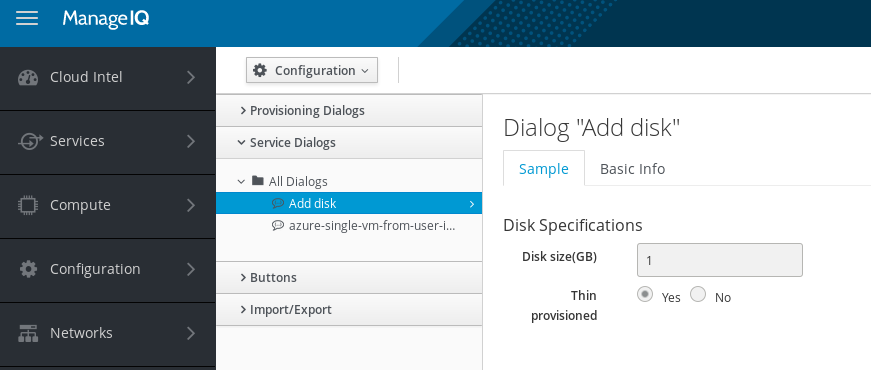 ManageIQ
Cloud Intel
Services
Compute
Configuration
Networks
Configuration
Provisioning Dialogs
Service Dialogs
All Dialogs
Add disk
azure-single-vm-from-user-i...
Buttons
Import/Export
Dialog "Add disk"
Sample
Basic Info
Disk Specifications
Disk size(GB)
1
Thin
provisioned
Yes
No